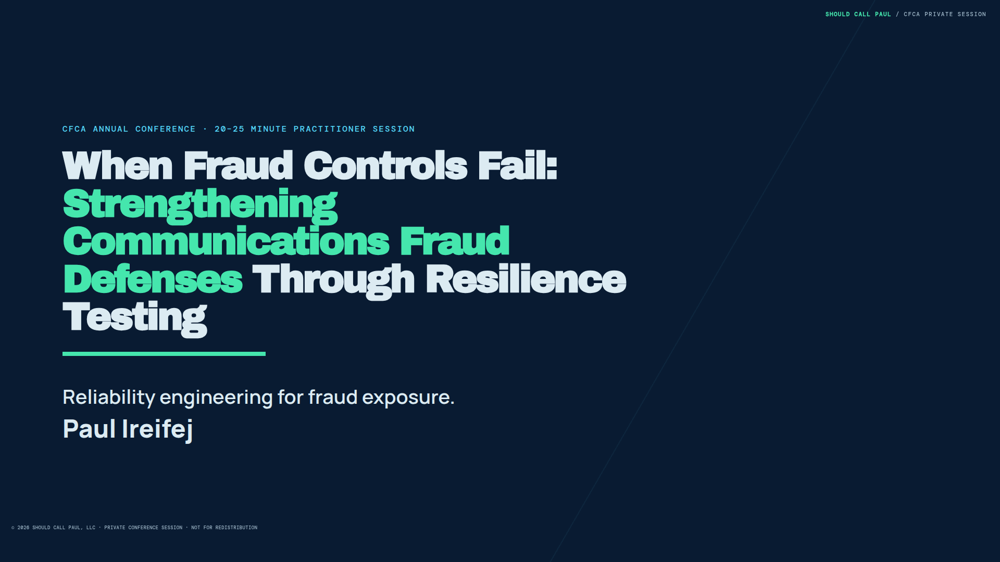 SHOULD CALL PAUL / CFCA PRIVATE SESSION
CFCA ANNUAL CONFERENCE · 20–25 MINUTE PRACTITIONER SESSION
When Fraud Controls Fail:
Strengthening
Communications Fraud
Defenses Through Resilience
Testing
Reliability engineering for fraud exposure.
Paul Ireifej
© 2026 SHOULD CALL PAUL, LLC · PRIVATE CONFERENCE SESSION · NOT FOR REDISTRIBUTION